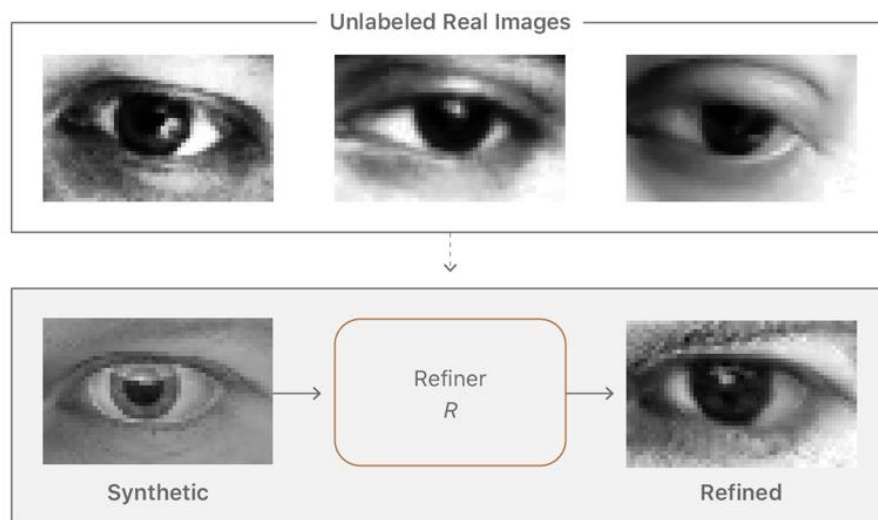 Unlabeled Real Images
Refiner
R
Synthetic
Refined